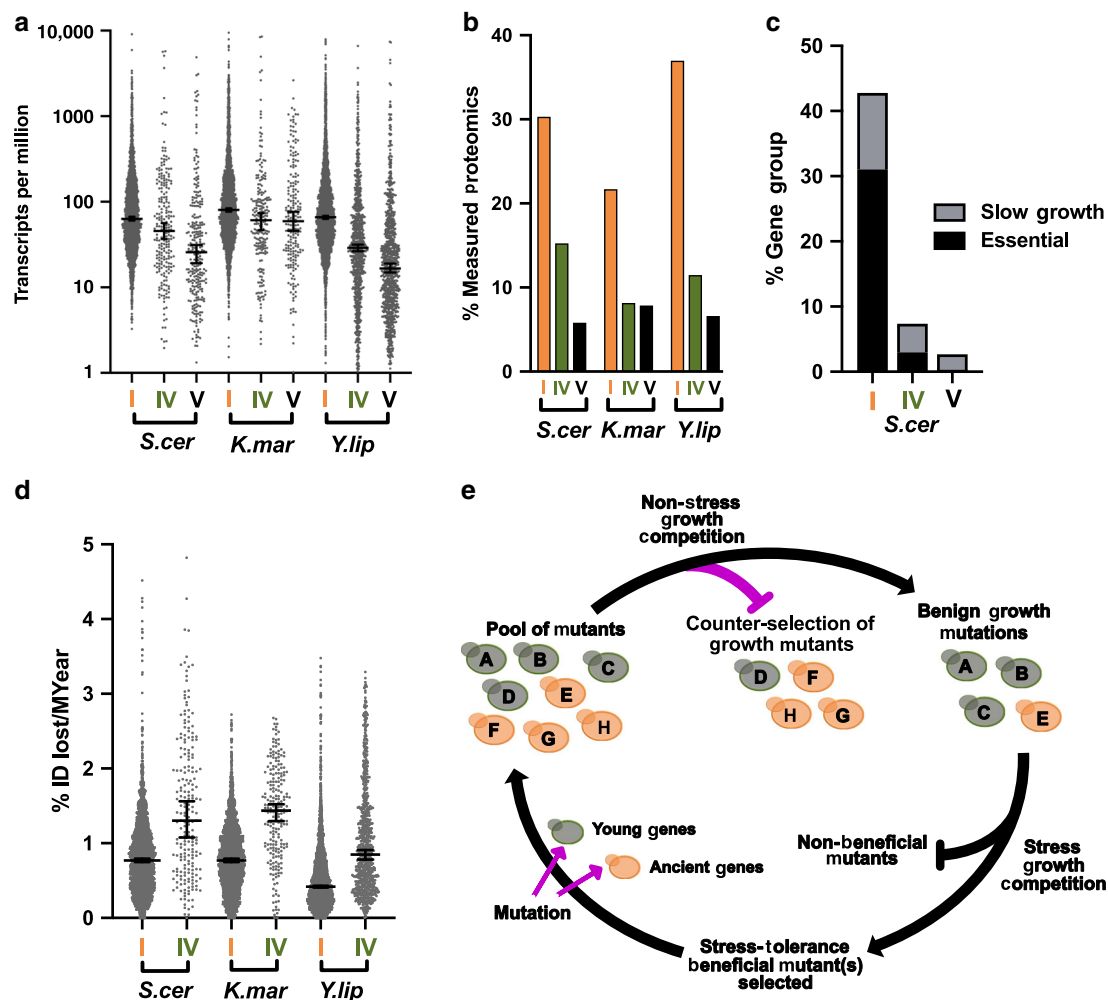 a
Transcripts per million
10,000
1000
100
10
1
I IV V I IV V I IV V
S.cer K.mar Y.lip
b
% Measured proteomics
40
30
20
10
0
I IV V I IV V I IV V
S.cer K.mar Y.lip
c
% Gene group
50
40
30
20
10
0
Slow growth
Essential
I IV V
S.cer
d
% ID lost/MYear
5
4
3
2
1
0
I IV I IV I IV
S.cer K.mar Y.lip
e
Non-stress
growth
competition
Pool of mutants
A B C
D E
F G H
Counter-selection of
growth mutants
D F
H G
Benign growth
mutations
A B
C E
Young genes
Ancient genes
Mutation
Non-beneficial
mutants
Stress
growth
competition
Stress-tolerance
beneficial mutant(s)
selected